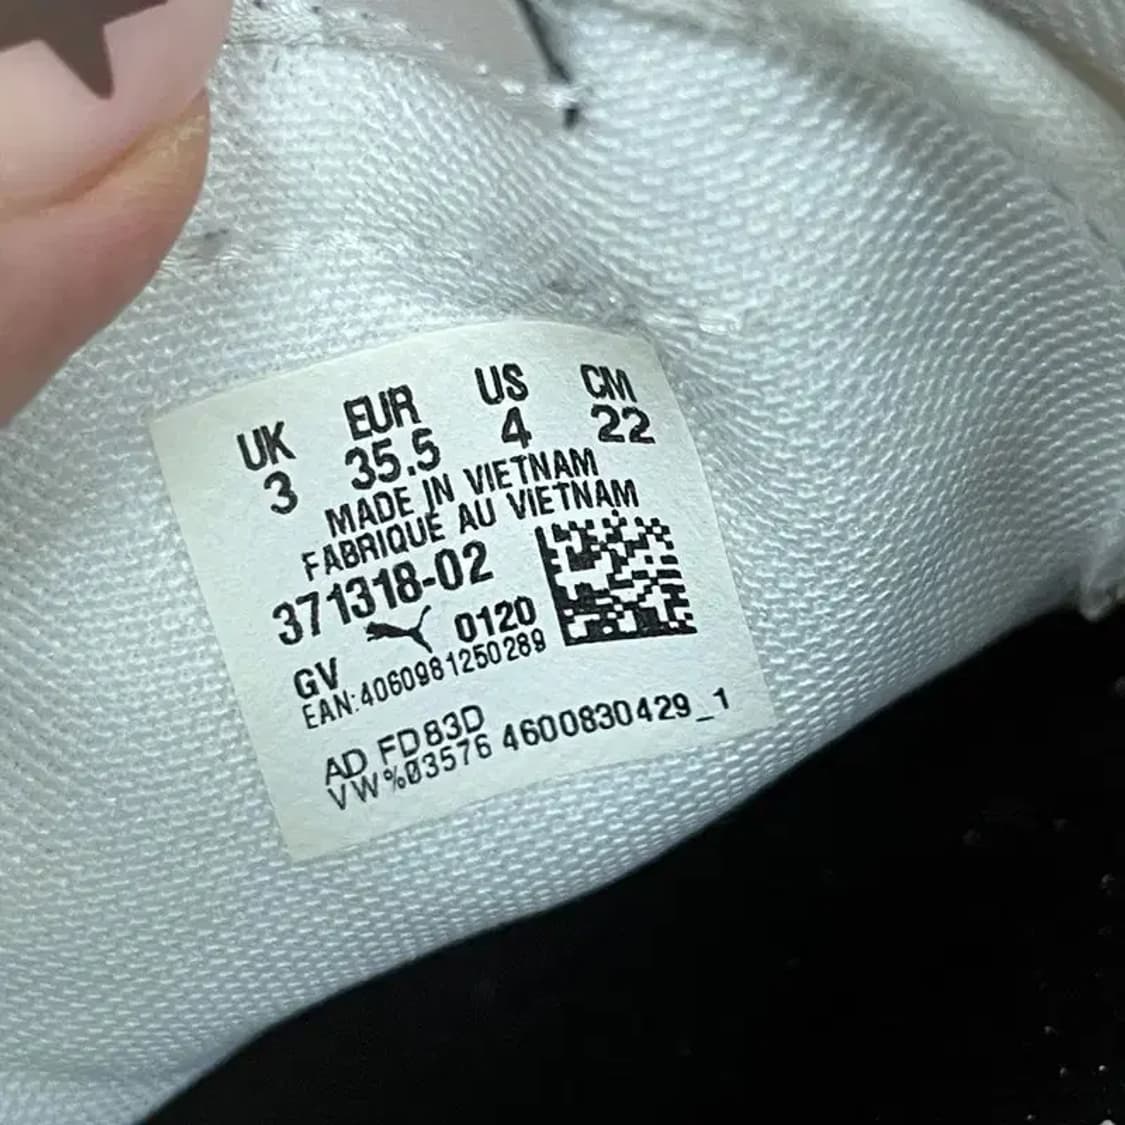 UK EUR US CM
3 35.5 4 22
MADE IN VIETNAM
FABRIQUÉ AU VIETNAM
371318-02
GV 0120
EAN:4060981250289
AD FD83D
VW%03576 4600830429_1